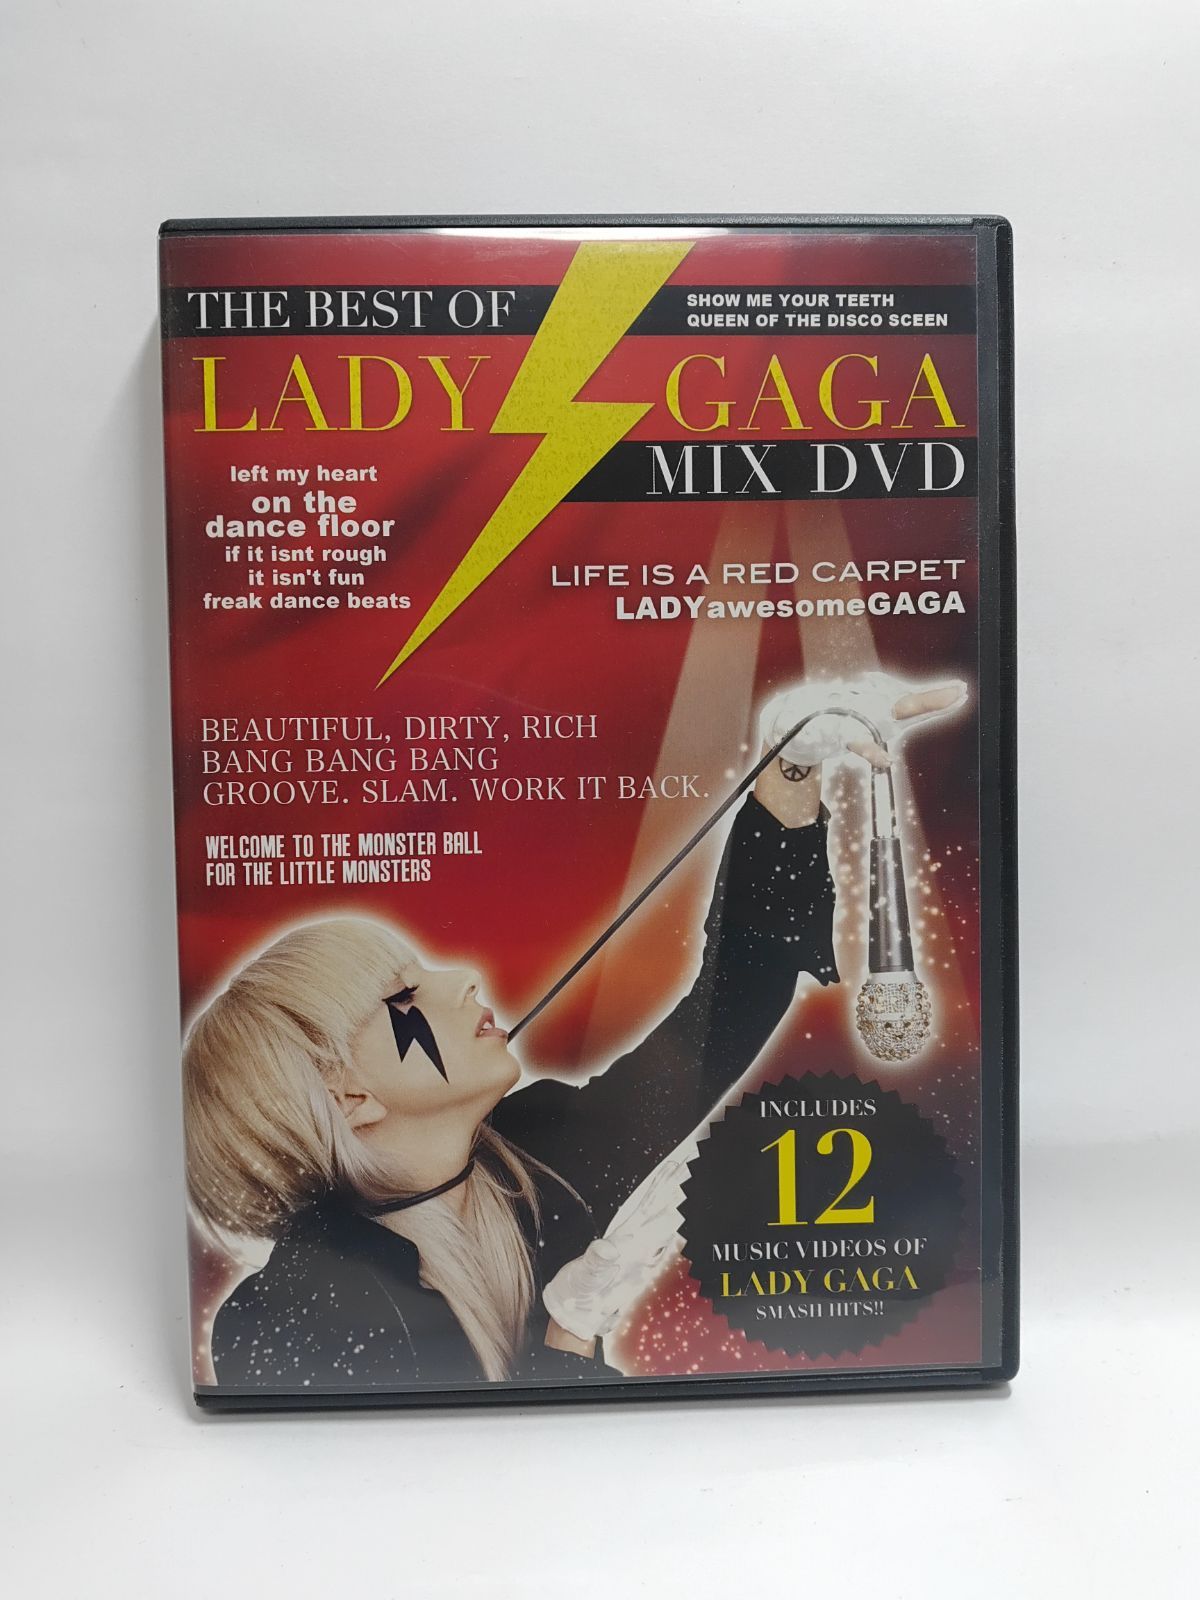 THE BEST OF
SHOW ME YOUR TEETH
QUEEN OF THE DISCO SCEEN
LADY GAGA
MIX DVD
left my heart
on the
dance floor
if it isnt rough
it isn't fun
freak dance beats
LIFE IS A RED CARPET
LADYawesomeGAGA
BEAUTIFUL, DIRTY, RICH
BANG BANG BANG
GROOVE. SLAM. WORK IT BACK.
WELCOME TO THE MONSTER BALL
FOR THE LITTLE MONSTERS
INCLUDES
12
MUSIC VIDEOS OF
LADY GAGA
SMASH HITS!!